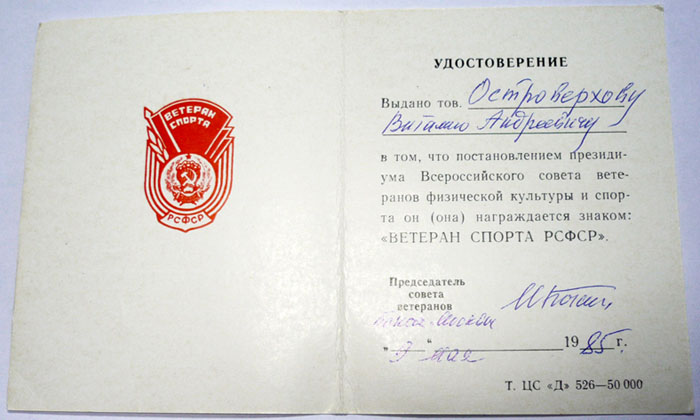 ВЕТЕРАН
СПОРТА
РСФСР
УДОСТОВЕРЕНИЕ
Выдано тов. Островерхову
Виталию Андреевичу
в том, что постановлением президи-
ума Всероссийского совета вете-
ранов физической культуры и спор-
та он (она) награждается знаком:
«ВЕТЕРАН СПОРТА РСФСР».
Председатель
совета
ветеранов
Москвы
„9“ мая 1985 г.
Т. ЦС «Д» 526—50 000